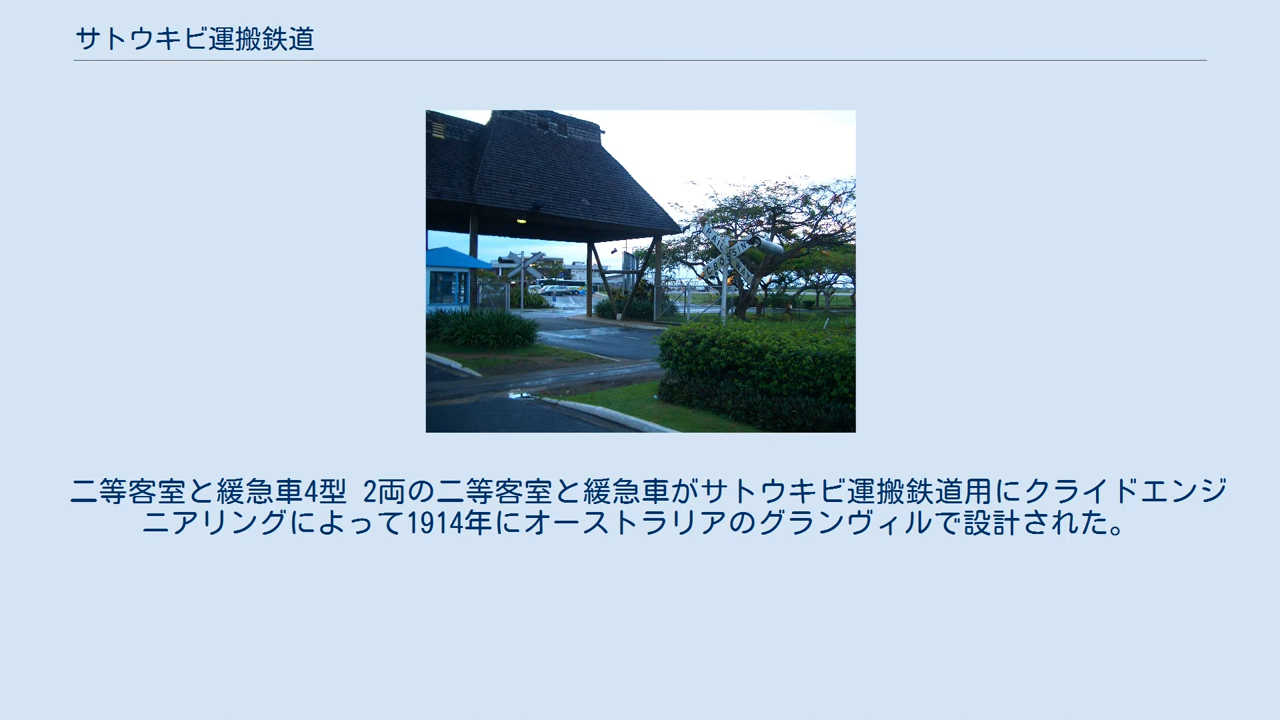 サトウキビ運搬鉄道
RAIL
CROSSING
二等客室と緩急車4型 2両の二等客室と緩急車がサトウキビ運搬鉄道用にクライドエンジ
ニアリングによって1914年にオーストラリアのグランヴィルで設計された。